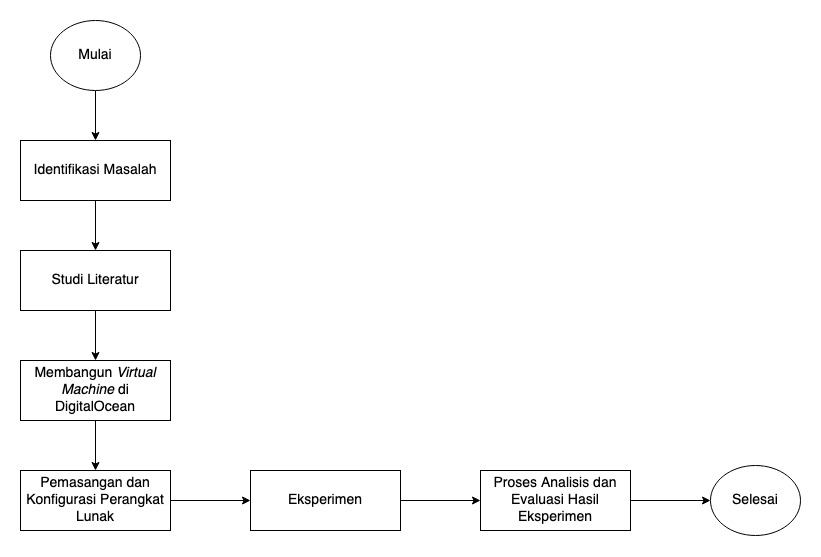 Mulai
Identifikasi Masalah
Studi Literatur
Membangun Virtual
Machine di
DigitalOcean
Pemasangan dan
Konfigurasi Perangkat
Lunak
Eksperimen
Proses Analisis dan
Evaluasi Hasil
Eksperimen
Selesai